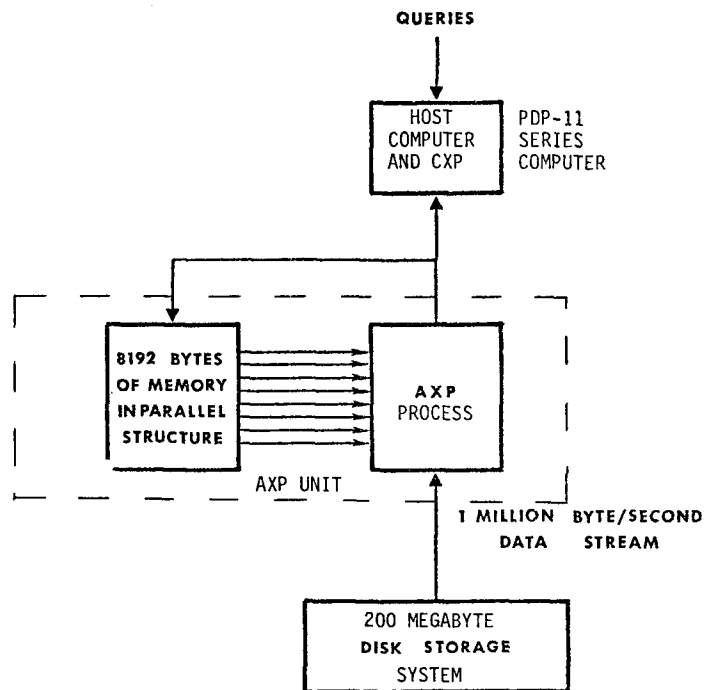 QUERIES
HOST
COMPUTER
AND CXP
PDP-11
SERIES
COMPUTER
8192 BYTES
OF MEMORY
IN PARALLEL
STRUCTURE
AXP
PROCESS
AXP UNIT
1 MILLION BYTE/SECOND
DATA STREAM
200 MEGABYTE
DISK STORAGE
SYSTEM